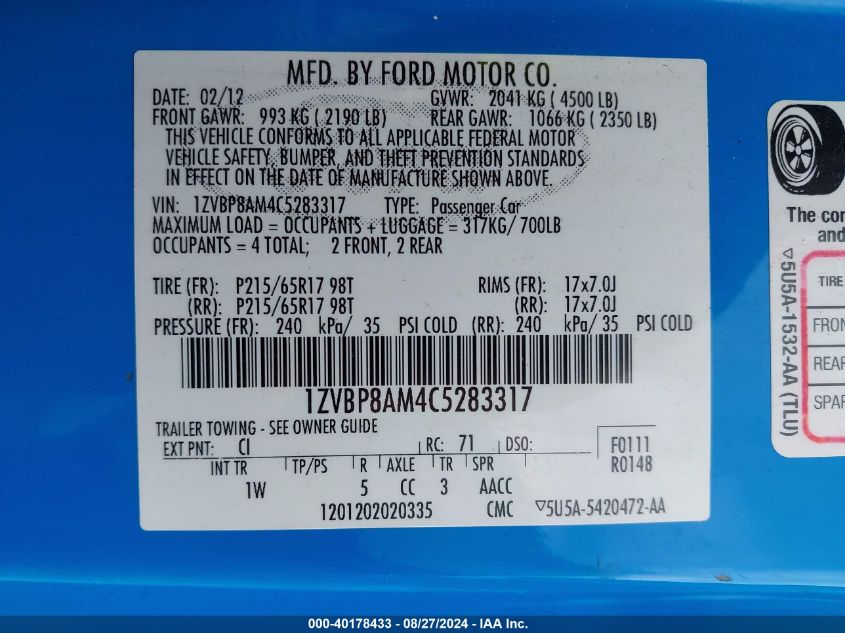 MFD. BY FORD MOTOR CO.
DATE: 02/12 GVWR: 2041 KG ( 4500 LB)
FRONT GAWR: 993 KG ( 2190 LB) REAR GAWR: 1066 KG ( 2350 LB)
THIS VEHICLE CONFORMS TO ALL APPLICABLE FEDERAL MOTOR
VEHICLE SAFETY, BUMPER, AND THEFT PREVENTION STANDARDS
IN EFFECT ON THE DATE OF MANUFACTURE SHOWN ABOVE.
VIN: 1ZVBP8AM4C5283317 TYPE: Passenger Car
MAXIMUM LOAD = OCCUPANTS + LUGGAGE = 317KG/ 700LB
OCCUPANTS = 4 TOTAL; 2 FRONT, 2 REAR
TIRE (FR): P215/65R17 98T RIMS (FR): 17x7.0J
(RR): P215/65R17 98T (RR): 17x7.0J
PRESSURE (FR): 240 kPa/ 35 PSI COLD (RR): 240 kPa/ 35 PSI COLD
1ZVBP8AM4C5283317
TRAILER TOWING - SEE OWNER GUIDE
EXT PNT: CI RC: 71 DSO: F0111
R0148
INT TR TP/PS R AXLE TR SPR
1W 5 CC 3 AACC
1201202020335 CMC ▽5U5A-5420472-AA
The con
and
▽5U5A-1532-AA (TLU)
TIRE
FRON
REAR
SPAR
000-40178433 - 08/27/2024 - IAA Inc.